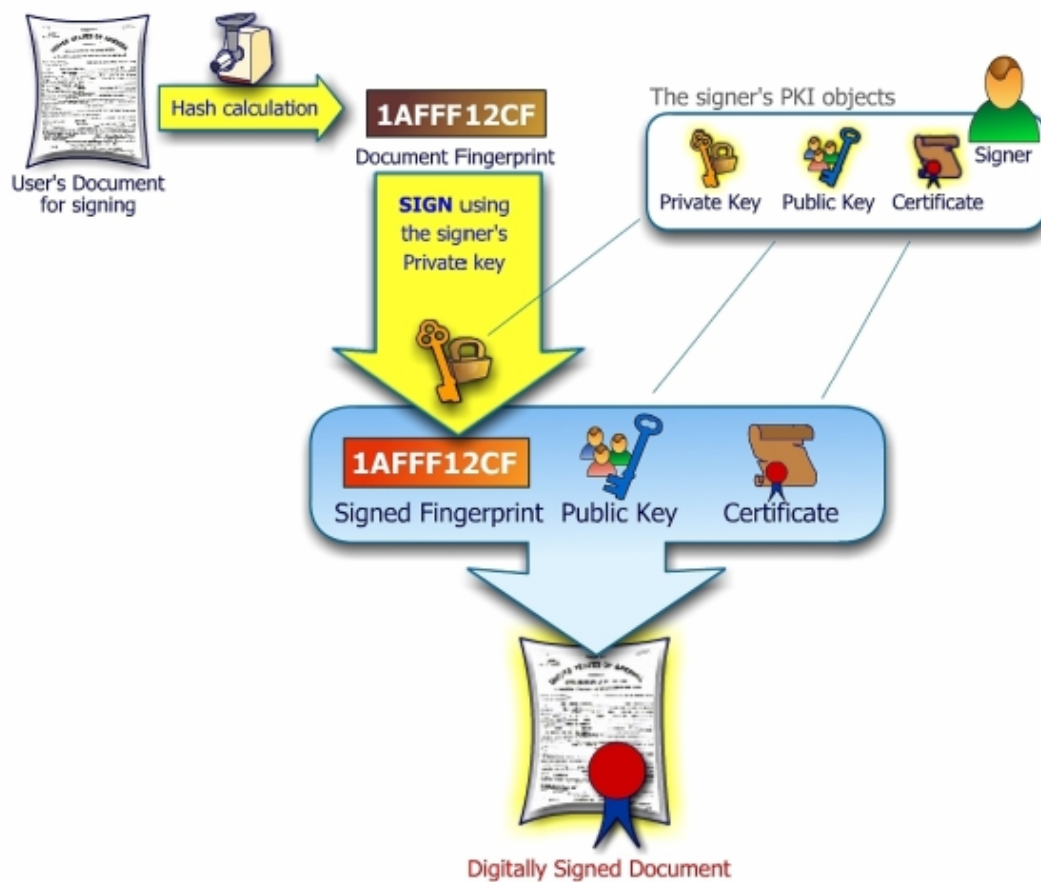 Hash calculation
1AFFF12CF
Document Fingerprint
User's Document
for signing
The signer's PKI objects
Signer
Private Key
Public Key
Certificate
SIGN using
the signer's
Private key
1AFFF12CF
Signed Fingerprint
Public Key
Certificate
Digitally Signed Document